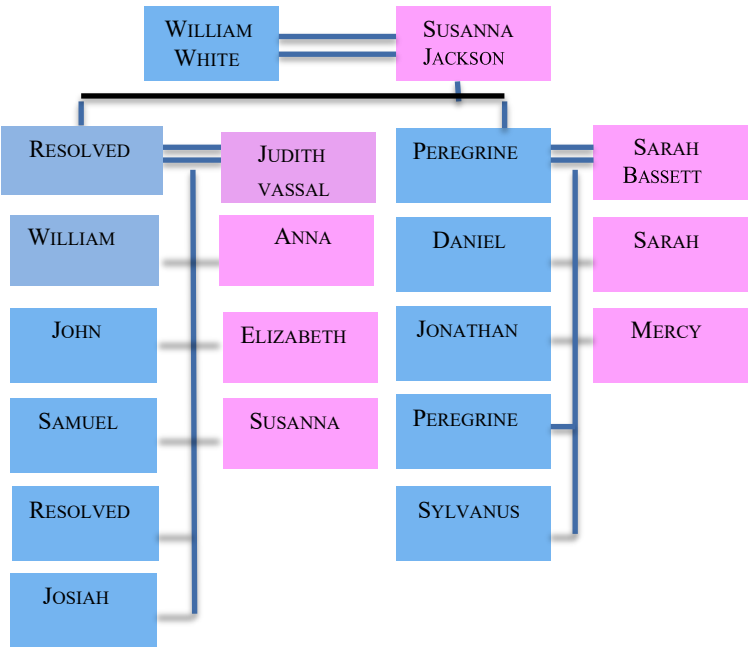 WILLIAM
WHITE
SUSANNA
JACKSON
RESOLVED
JUDITH
VASSAL
PEREGRINE
SARAH
BASSETT
WILLIAM
ANNA
DANIEL
SARAH
JOHN
ELIZABETH
JONATHAN
MERCY
SAMUEL
SUSANNA
PEREGRINE
RESOLVED
SYLVANUS
JOSIAH